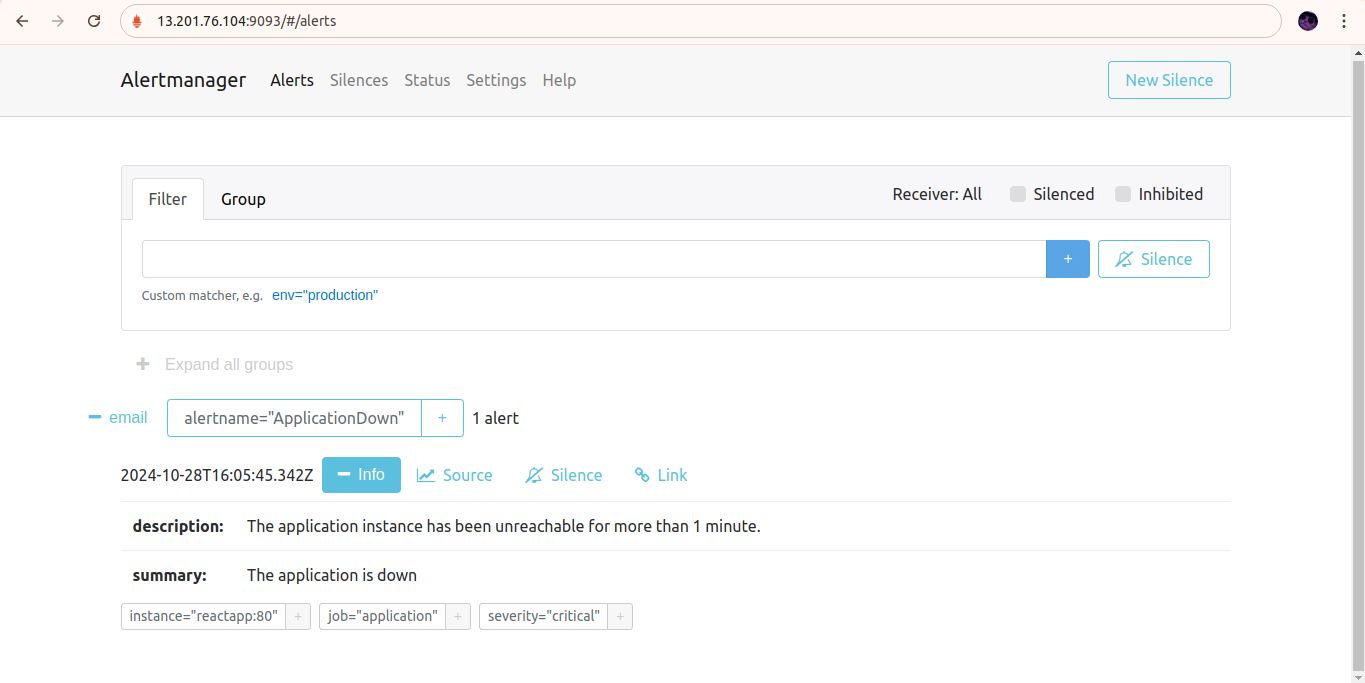 13.201.76.104:9093/#/alerts
Alertmanager Alerts Silences Status Settings Help New Silence
Filter Group Receiver: All Silenced Inhibited
+ Silence
Custom matcher, e.g. env="production"
+ Expand all groups
− email alertname="ApplicationDown" + 1 alert
2024-10-28T16:05:45.342Z − Info Source Silence Link
description: The application instance has been unreachable for more than 1 minute.
summary: The application is down
instance="reactapp:80" + job="application" + severity="critical" +